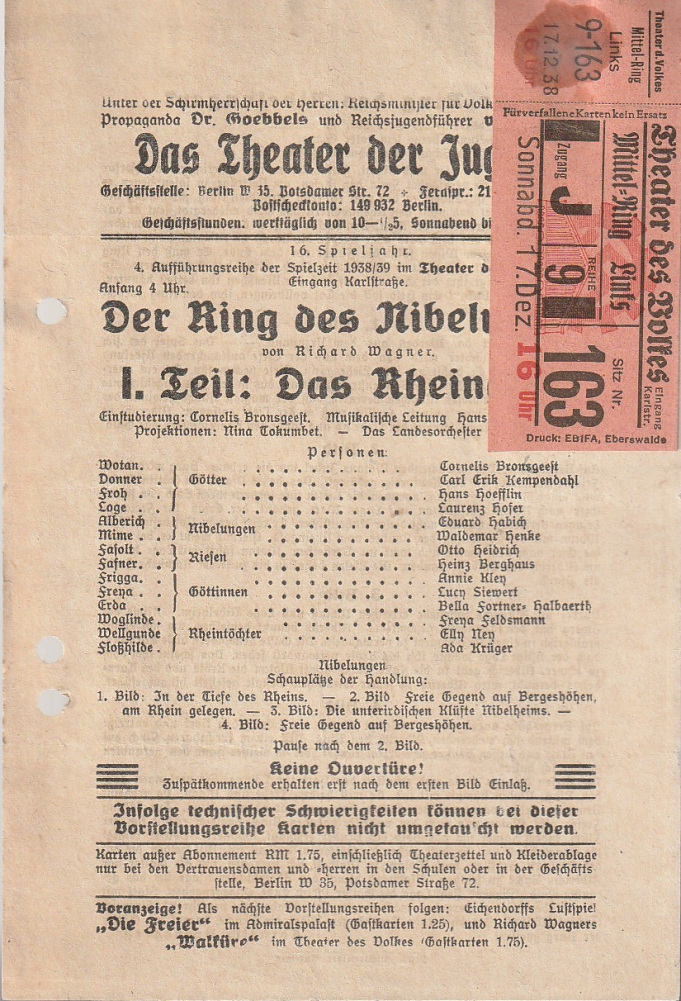 Unter der Schirmherrschaft der Herren: Reichsminister für Volk
Propaganda Dr. Goebbels und Reichsjugendführer
Das Theater der Jug
Geschäftsstelle: Berlin W 35. Potsdamer Str. 72 + Fernspr.: 21
Postscheckkonto: 149 932 Berlin.
Geschäftsstunden. werktäglich von 10—½5, Sonnabend bi
16. Spieljahr.
4. Aufführungsreihe der Spielzeit 1938/39 im Theater d
Anfang 4 Uhr.
Eingang Karlstraße.
Der Ring des Nibelu
von Richard Wagner.
I. Teil: Das Rhein
Einstudierung: Cornelis Bronsgeest. Musikalische Leitung Hans
Projektionen: Nina Tokumbet. — Das Landesorchester
Personen:
Wotan. . } Götter . . . Cornelis Bronsgeest
Donner . . . Carl Erik Kempendahl
Froh . . . Hans Hoefflin
Loge . . . Laurenz Hofer
Alberich . } Nibelungen . . . Eduard Habich
Mime . . . Waldemar Henke
Fasolt . . } Riesen . . . Otto Heidrich
Fafner. . . Heinz Berghaus
Frigga. . } Göttinnen . . . Annie Kley
Freya . . . Lucy Siewert
Erda . . . Bella Fortner-Halbaerth
Woglinde. } Rheintöchter . . . Freya Feldsmann
Wellgunde . . . Elly Ney
Floßhilde. . . . Ada Krüger
Nibelungen
Schauplätze der Handlung:
1. Bild: In der Tiefe des Rheins. — 2. Bild Freie Gegend auf Bergeshöhen,
am Rhein gelegen. — 3. Bild: Die unterirdischen Klüfte Nibelheims. —
4. Bild: Freie Gegend auf Bergeshöhen.
Pause nach dem 2. Bild.
Keine Ouvertüre!
Zuspätkommende erhalten erst nach dem ersten Bild Einlaß.
Infolge technischer Schwierigkeiten können bei dieser
Vorstellungsreihe Karten nicht umgetauscht werden.
Karten außer Abonnement RM 1.75, einschließlich Theaterzettel und Kleiderablage
nur bei den Vertrauensdamen und -herren in den Schulen oder in der Geschäfts
stelle, Berlin W 35, Potsdamer Straße 72.
Voranzeige! Als nächste Vorstellungsreihen folgen: Eichendorffs Lustspiel
„Die Freier“ im Admiralspalast (Gastkarten 1.25), und Richard Wagners
„Walküre“ im Theater des Volkes (Gastkarten 1.75).
Theater d. Volkes
Mittel-Ring
Links
9-163
17.12.38
16 Uhr
Für verfallene Karten kein Ersatz
Theater des Volkes
Eingang Karlstr.
Mittel=Ring Links
Zugang J
REIHE 9
Sitz Nr. 163
Sonnabd. 17. Dez. 16 Uhr
Druck: EBIFA, Eberswalde